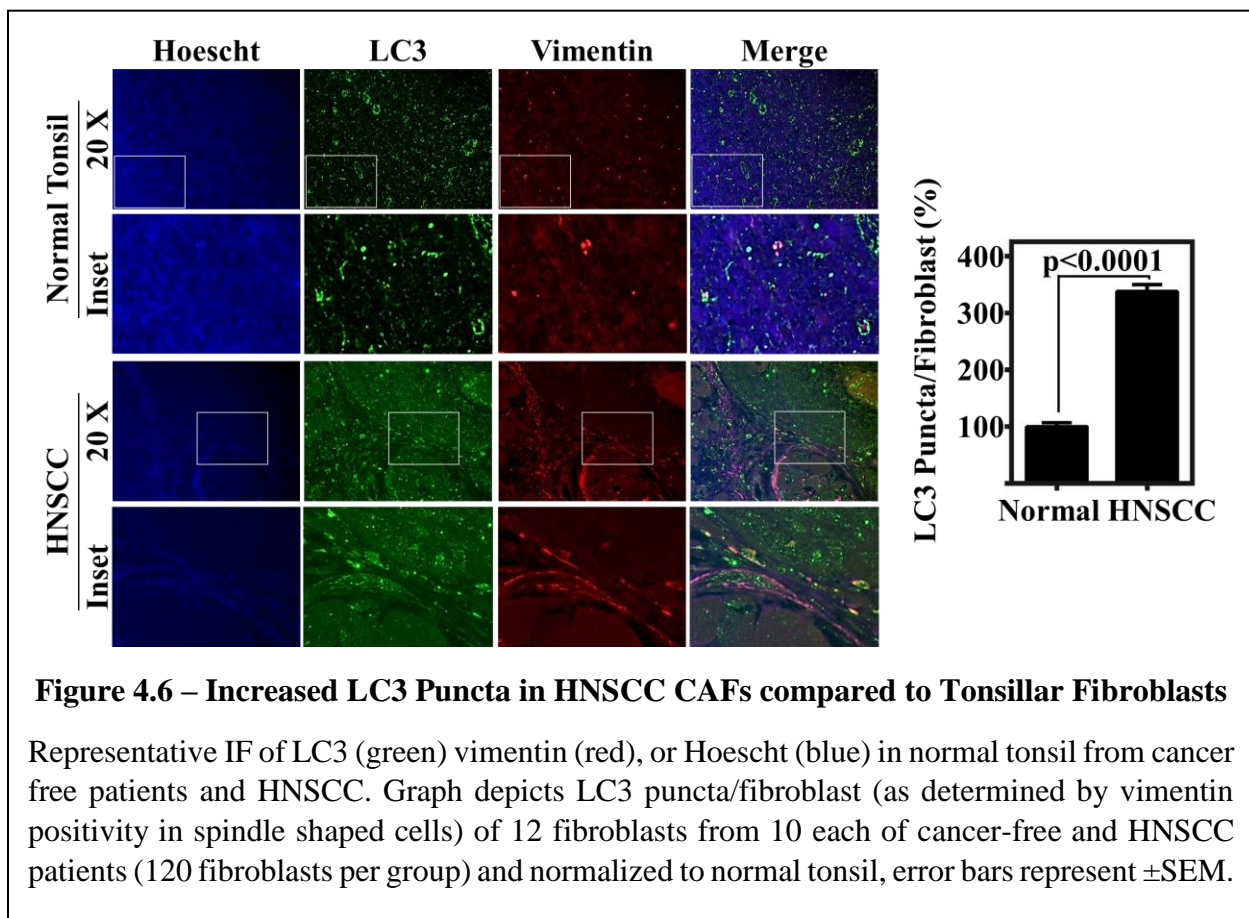 Hoescht LC3 Vimentin Merge
Normal Tonsil
20 X
Inset
HNSCC
20 X
Inset
LC3 Puncta/Fibroblast (%)
400
300
200
100
p<0.0001
Normal HNSCC
Figure 4.6 – Increased LC3 Puncta in HNSCC CAFs compared to Tonsillar Fibroblasts
Representative IF of LC3 (green) vimentin (red), or Hoescht (blue) in normal tonsil from cancer
free patients and HNSCC. Graph depicts LC3 puncta/fibroblast (as determined by vimentin
positivity in spindle shaped cells) of 12 fibroblasts from 10 each of cancer-free and HNSCC
patients (120 fibroblasts per group) and normalized to normal tonsil, error bars represent ±SEM.